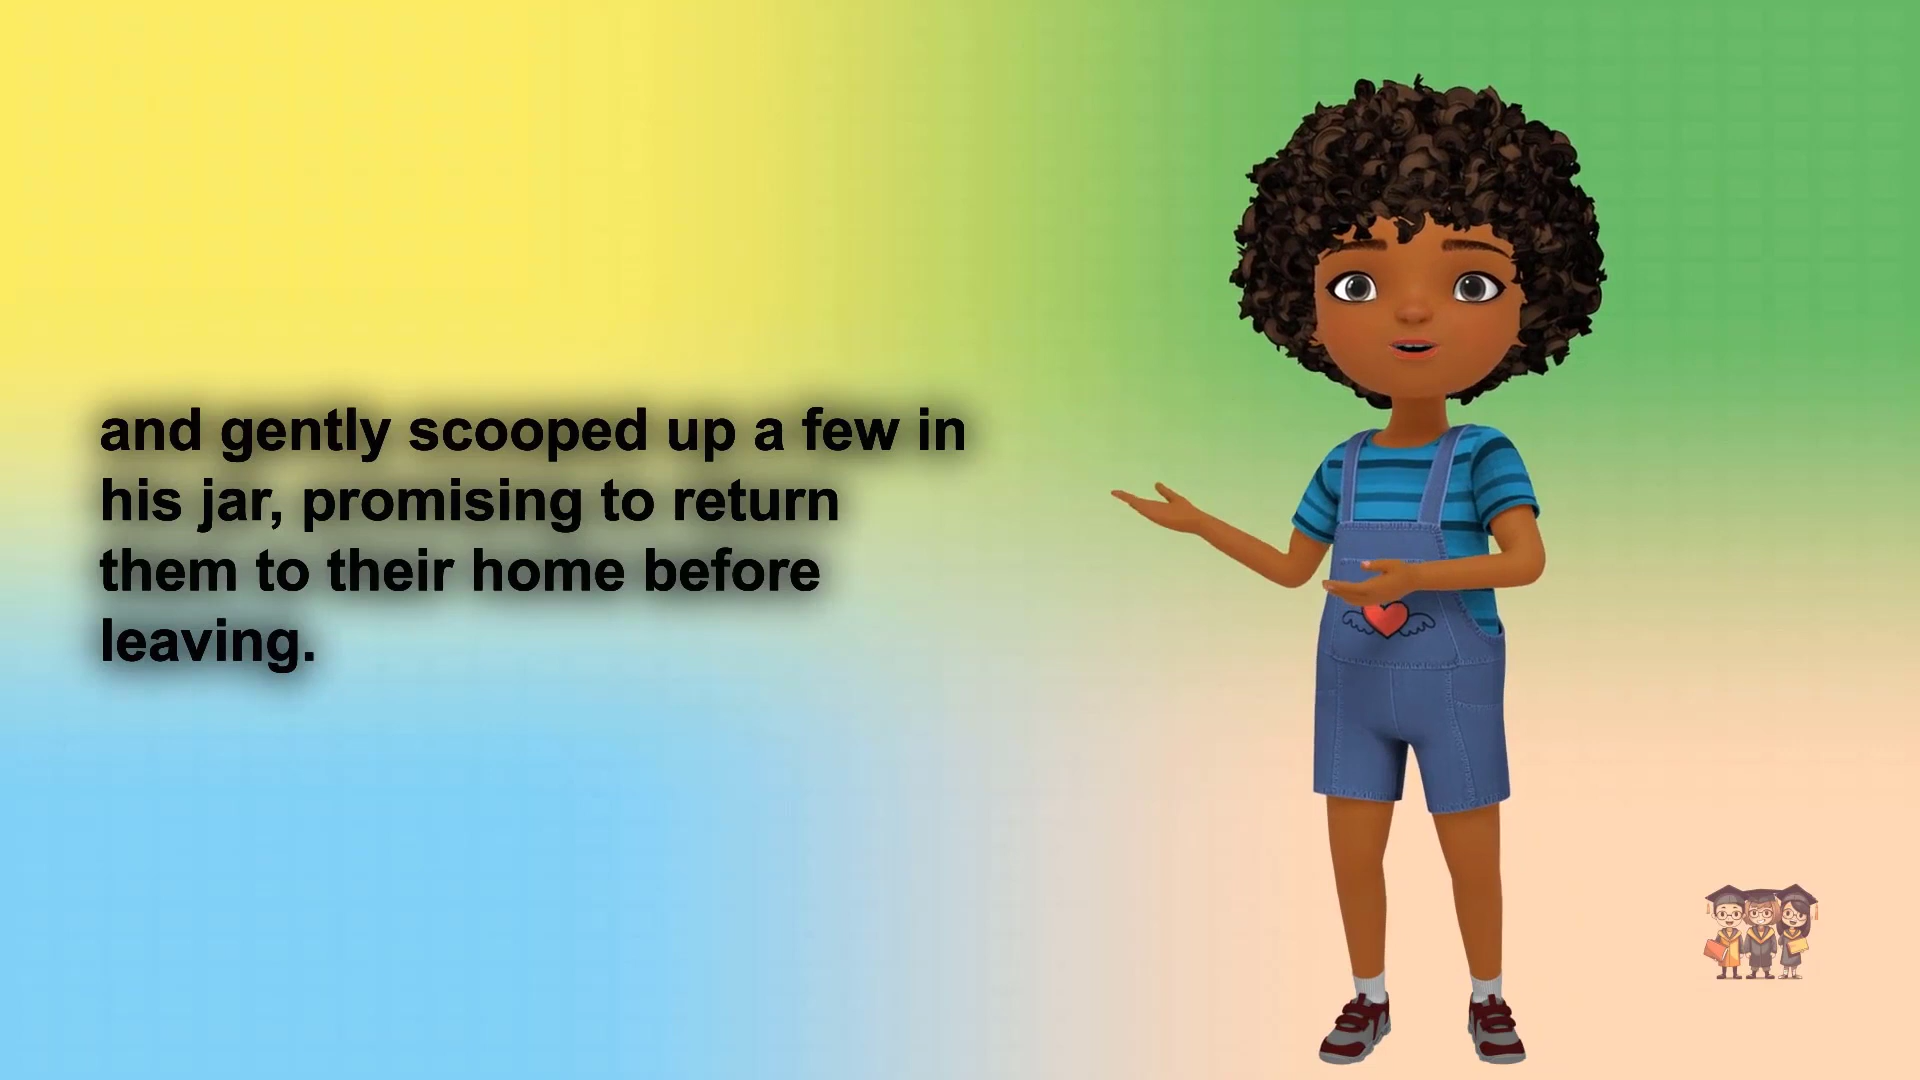 and gently scooped up a few in
his jar, promising to return
them to their home before
leaving.